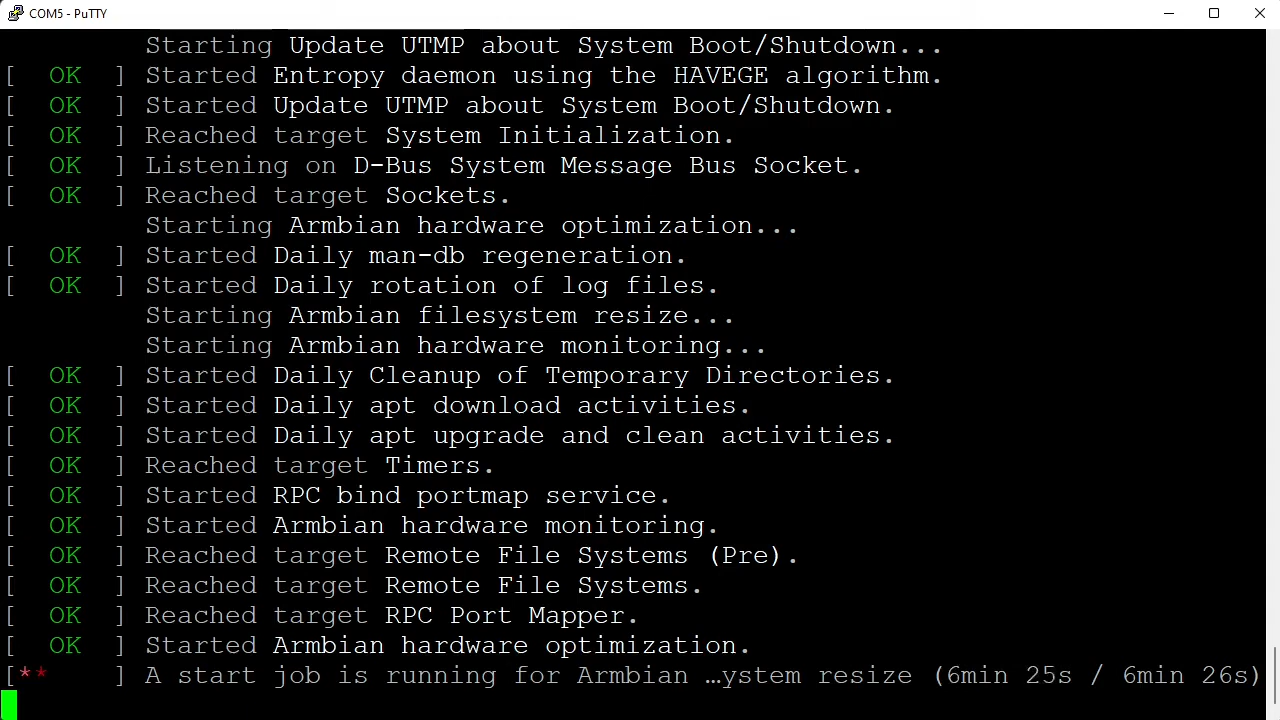 COM5 - PuTTY
Starting Update UTMP about System Boot/Shutdown...
[  OK  ] Started Entropy daemon using the HAVEGE algorithm.
[  OK  ] Started Update UTMP about System Boot/Shutdown.
[  OK  ] Reached target System Initialization.
[  OK  ] Listening on D-Bus System Message Bus Socket.
[  OK  ] Reached target Sockets.
Starting Armbian hardware optimization...
[  OK  ] Started Daily man-db regeneration.
[  OK  ] Started Daily rotation of log files.
Starting Armbian filesystem resize...
Starting Armbian hardware monitoring...
[  OK  ] Started Daily Cleanup of Temporary Directories.
[  OK  ] Started Daily apt download activities.
[  OK  ] Started Daily apt upgrade and clean activities.
[  OK  ] Reached target Timers.
[  OK  ] Started RPC bind portmap service.
[  OK  ] Started Armbian hardware monitoring.
[  OK  ] Reached target Remote File Systems (Pre).
[  OK  ] Reached target Remote File Systems.
[  OK  ] Reached target RPC Port Mapper.
[  OK  ] Started Armbian hardware optimization.
[**    ] A start job is running for Armbian …ystem resize (6min 25s / 6min 26s)